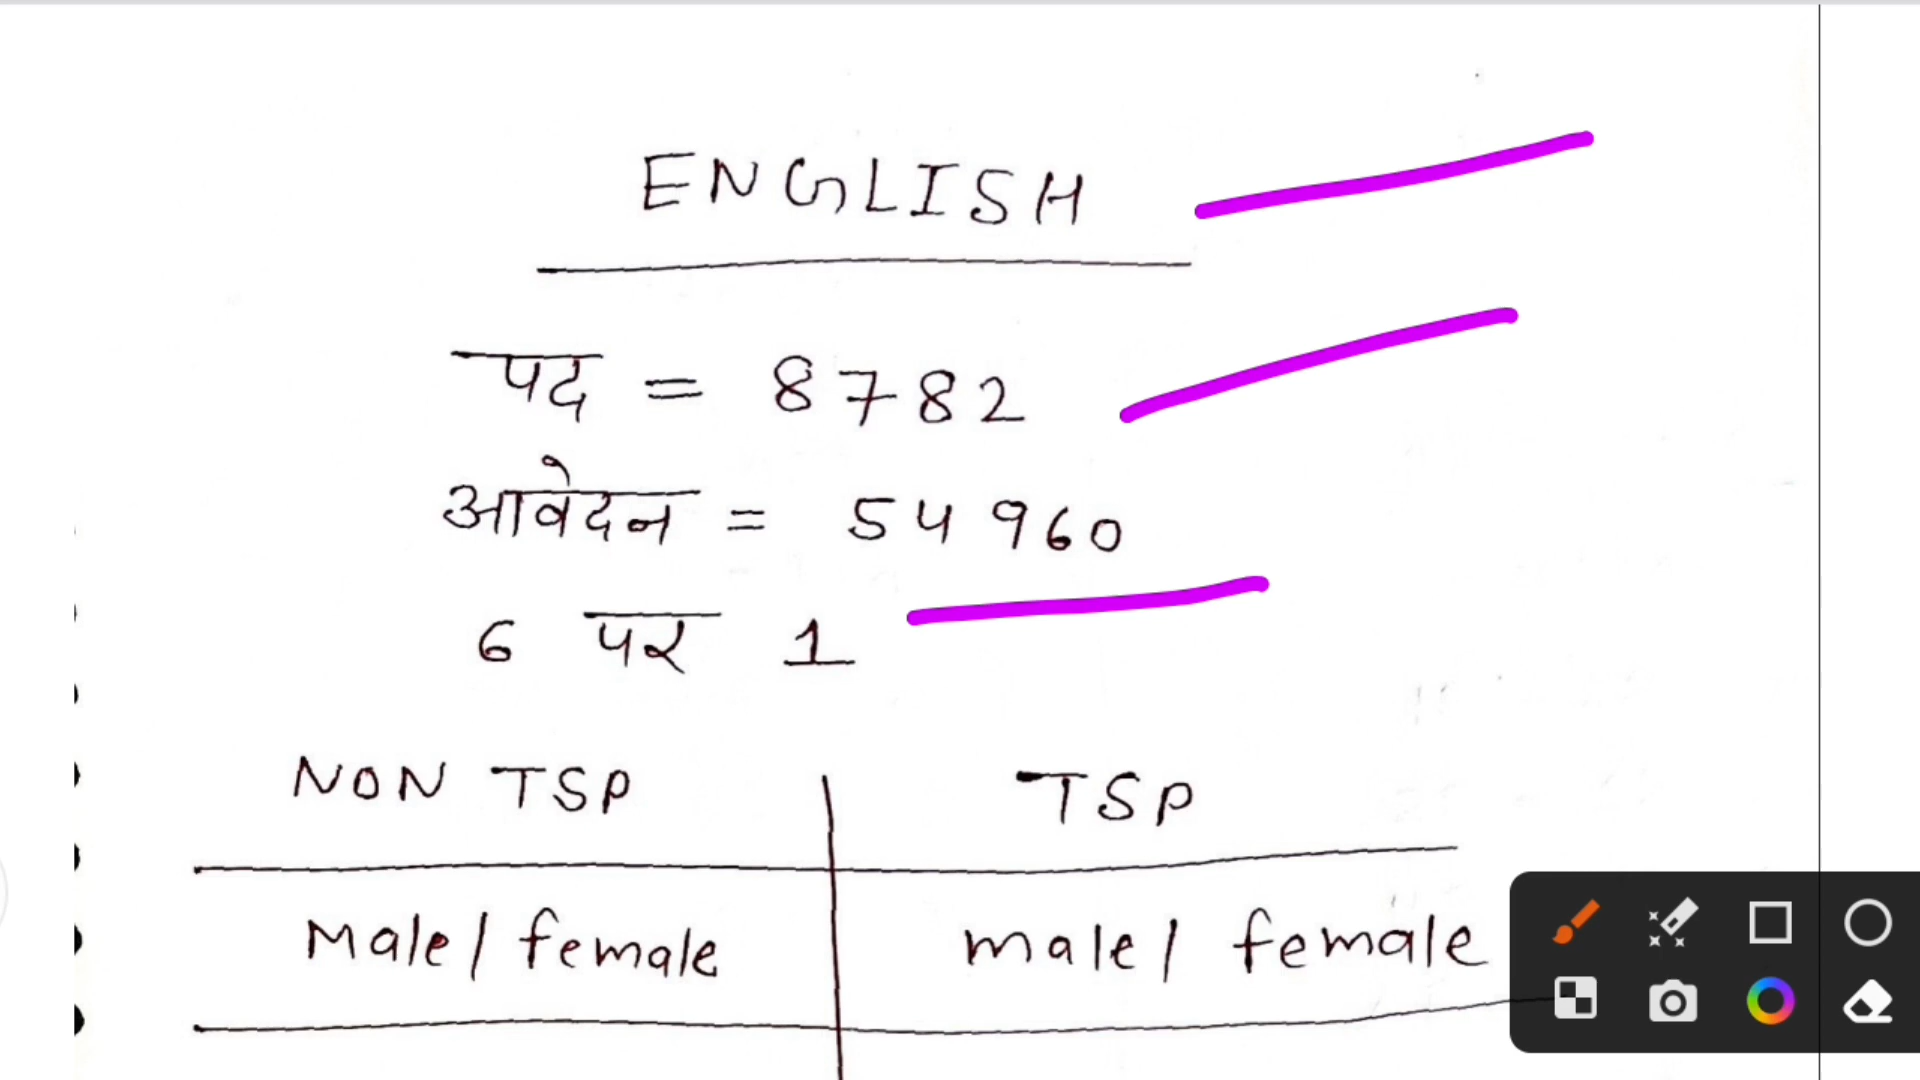 ENGLISH
पद = 8782
आवेदन = 54960
6 पर 1
NON TSP TSP
Male/female male/female